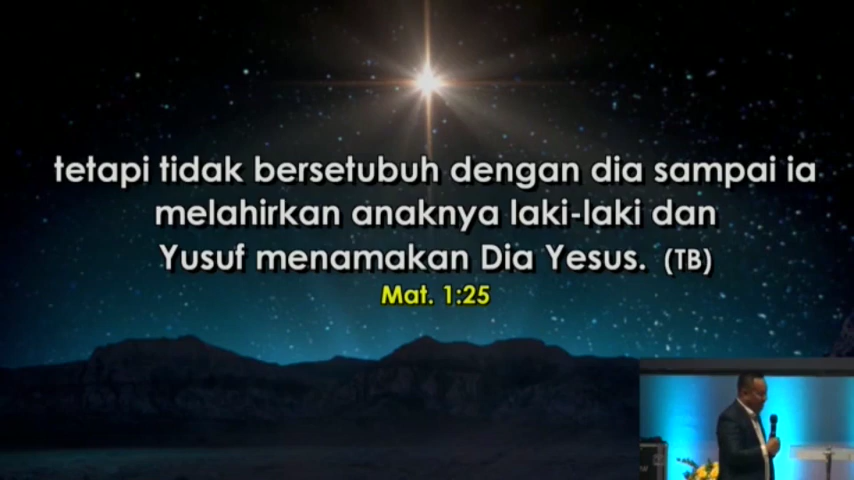 tetapi tidak bersetubuh dengan dia sampai ia
melahirkan anaknya laki-laki dan
Yusuf menamakan Dia Yesus. (TB)
Mat. 1:25